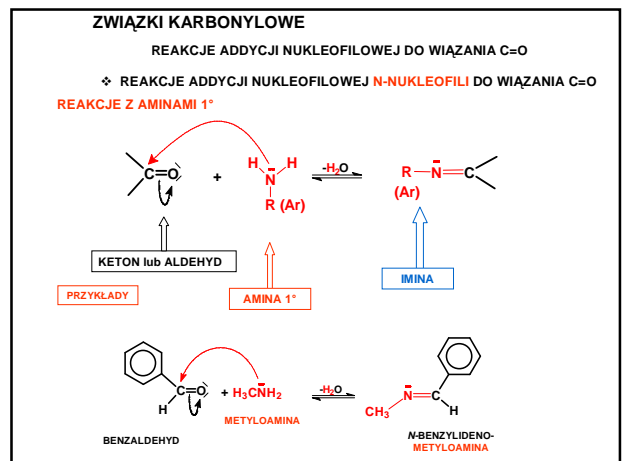 ZWIĄZKI KARBONYLOWE
REAKCJE ADDYCJI NUKLEOFILOWEJ DO WIĄZANIA C=O
❖ REAKCJE ADDYCJI NUKLEOFILOWEJ N-NUKLEOFILI DO WIĄZANIA C=O
REAKCJE Z AMINAMI 1°
H H
C=O + N -H2O R N=C
R (Ar) (Ar)
KETON lub ALDEHYD
IMINA
PRZYKŁADY
AMINA 1°
C=O + H3CNH2 -H2O N=C
H CH3 H
METYLOAMINA
BENZALDEHYD
N-BENZYLIDENO-
METYLOAMINA